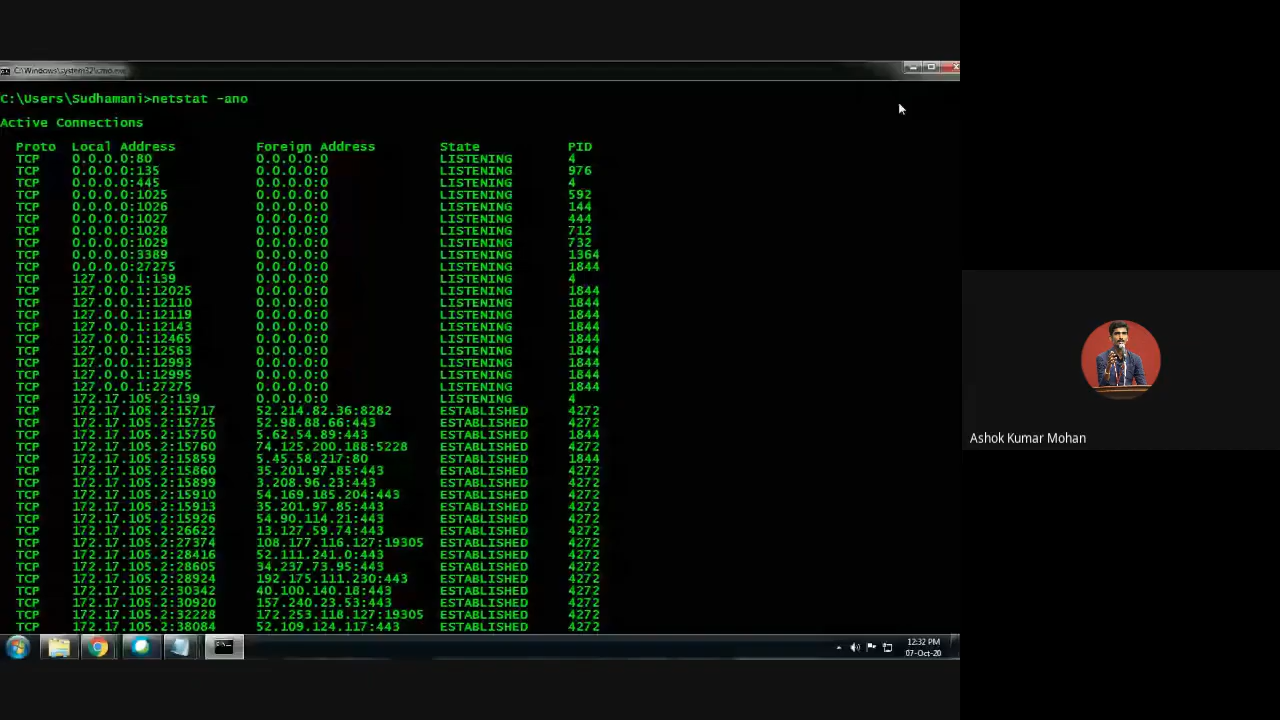 C:\Windows\system32\cmd.exe
C:\Users\Sudhamani>netstat -ano
Active Connections
Proto Local Address Foreign Address State PID
TCP 0.0.0.0:80 0.0.0.0:0 LISTENING 4
TCP 0.0.0.0:135 0.0.0.0:0 LISTENING 976
TCP 0.0.0.0:445 0.0.0.0:0 LISTENING 4
TCP 0.0.0.0:1025 0.0.0.0:0 LISTENING 592
TCP 0.0.0.0:1026 0.0.0.0:0 LISTENING 144
TCP 0.0.0.0:1027 0.0.0.0:0 LISTENING 444
TCP 0.0.0.0:1028 0.0.0.0:0 LISTENING 712
TCP 0.0.0.0:1029 0.0.0.0:0 LISTENING 732
TCP 0.0.0.0:3389 0.0.0.0:0 LISTENING 1364
TCP 0.0.0.0:27275 0.0.0.0:0 LISTENING 1844
TCP 127.0.0.1:139 0.0.0.0:0 LISTENING 4
TCP 127.0.0.1:12025 0.0.0.0:0 LISTENING 1844
TCP 127.0.0.1:12110 0.0.0.0:0 LISTENING 1844
TCP 127.0.0.1:12119 0.0.0.0:0 LISTENING 1844
TCP 127.0.0.1:12143 0.0.0.0:0 LISTENING 1844
TCP 127.0.0.1:12465 0.0.0.0:0 LISTENING 1844
TCP 127.0.0.1:12563 0.0.0.0:0 LISTENING 1844
TCP 127.0.0.1:12993 0.0.0.0:0 LISTENING 1844
TCP 127.0.0.1:12995 0.0.0.0:0 LISTENING 1844
TCP 127.0.0.1:27275 0.0.0.0:0 LISTENING 1844
TCP 172.17.105.2:139 0.0.0.0:0 LISTENING 4
TCP 172.17.105.2:15717 52.214.82.36:8282 ESTABLISHED 4272
TCP 172.17.105.2:15725 52.98.88.66:443 ESTABLISHED 4272
TCP 172.17.105.2:15750 5.62.54.89:443 ESTABLISHED 1844
TCP 172.17.105.2:15760 74.125.200.188:5228 ESTABLISHED 4272
TCP 172.17.105.2:15859 5.45.58.217:80 ESTABLISHED 1844
TCP 172.17.105.2:15860 35.201.97.85:443 ESTABLISHED 4272
TCP 172.17.105.2:15899 3.208.96.23:443 ESTABLISHED 4272
TCP 172.17.105.2:15910 54.169.185.204:443 ESTABLISHED 4272
TCP 172.17.105.2:15913 35.201.97.85:443 ESTABLISHED 4272
TCP 172.17.105.2:15926 54.90.114.21:443 ESTABLISHED 4272
TCP 172.17.105.2:26622 13.127.59.74:443 ESTABLISHED 4272
TCP 172.17.105.2:27374 108.177.116.127:19305 ESTABLISHED 4272
TCP 172.17.105.2:28416 52.111.241.0:443 ESTABLISHED 4272
TCP 172.17.105.2:28605 34.237.73.95:443 ESTABLISHED 4272
TCP 172.17.105.2:28924 192.175.111.230:443 ESTABLISHED 4272
TCP 172.17.105.2:30342 40.100.140.18:443 ESTABLISHED 4272
TCP 172.17.105.2:30920 157.240.23.53:443 ESTABLISHED 4272
TCP 172.17.105.2:32228 172.253.118.127:19305 ESTABLISHED 4272
TCP 172.17.105.2:38084 52.109.124.117:443 ESTABLISHED 4272
12:32 PM
07-Oct-20
Ashok Kumar Mohan